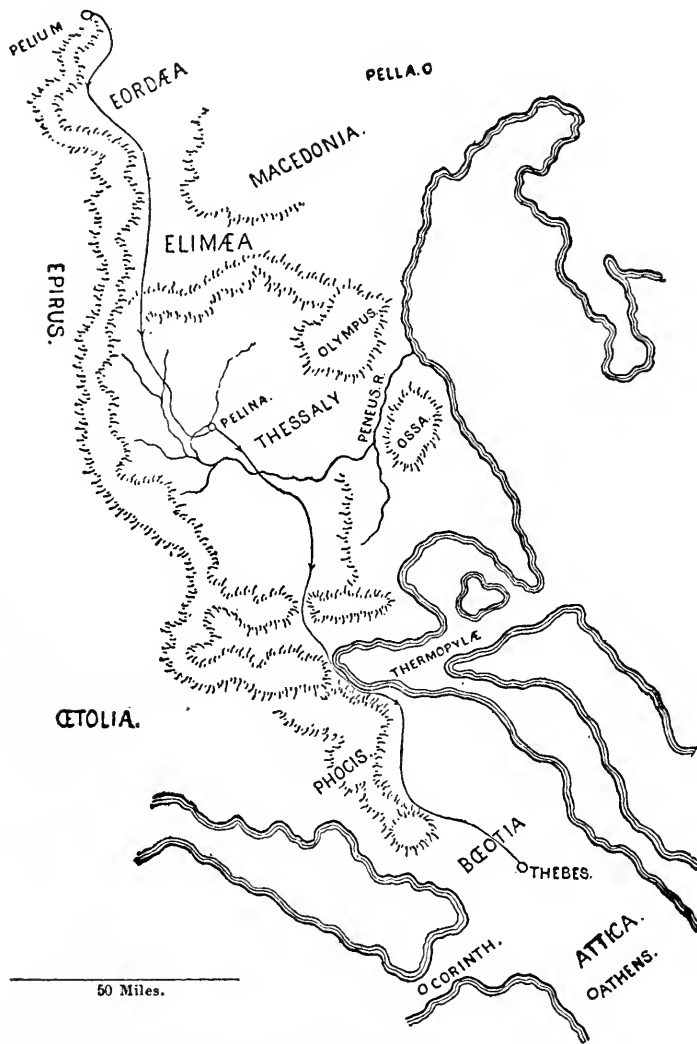 PELIUM
EORDÆA
PELLA.O
MACEDONIA.
ELIMÆA
EPIRUS.
OLYMPUS.
PELINA.
THESSALY
PENEUS.R.
OSSA.
THERMOPYLÆ
ŒTOLIA.
PHOCIS.
BŒOTIA
THEBES.
ATTICA.
ATHENS.
CORINTH.
50 Miles.